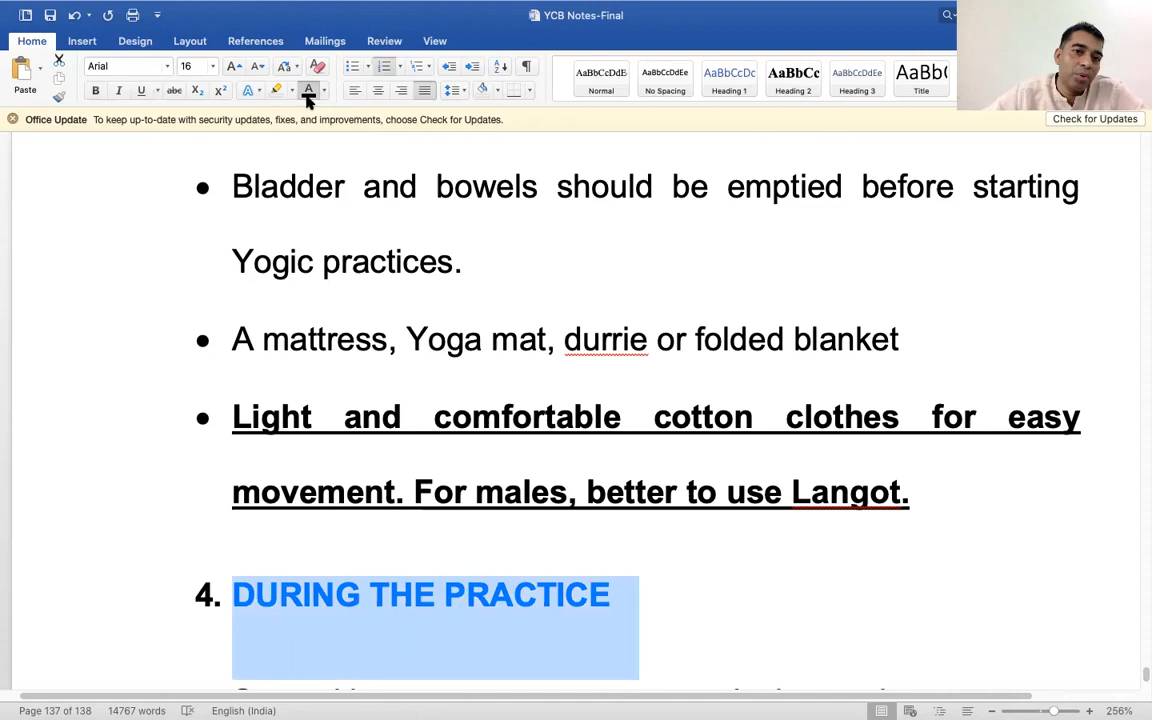 YCB Notes-Final
Home Insert Design Layout References Mailings Review View
Paste
Arial 16
B I U abc X₂ X² A A
AaBbCcDdE AaBbCcDdEe AaBbCcDc AaBbCc AaBbCcDdEe AaBb(
Normal No Spacing Heading 1 Heading 2 Heading 3 Title
Office Update To keep up-to-date with security updates, fixes, and improvements, choose Check for Updates. Check for Updates
• Bladder and bowels should be emptied before starting
Yogic practices.
• A mattress, Yoga mat, durrie or folded blanket
• Light and comfortable cotton clothes for easy
movement. For males, better to use Langot.
4. DURING THE PRACTICE
Page 137 of 138 14767 words English (India) 256%